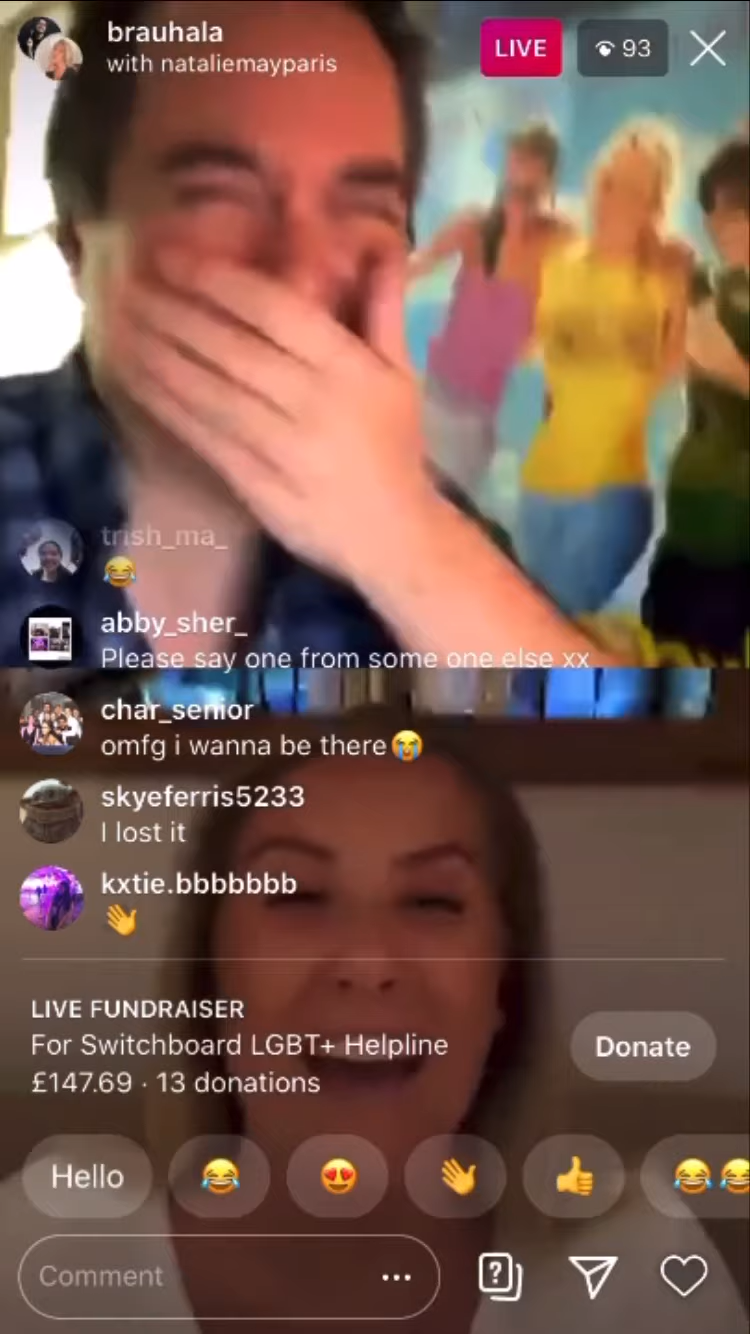 brauhala
with nataliemayparis
LIVE
93
trish_ma_
😂
abby_sher_
Please say one from some one else xx
char_senior
omfg i wanna be there😭
skyeferris5233
I lost it
kxtie.bbbbbbb
👋
LIVE FUNDRAISER
For Switchboard LGBT+ Helpline
£147.69 · 13 donations
Donate
Hello
😂
😍
👋
👍
😂😂
Comment